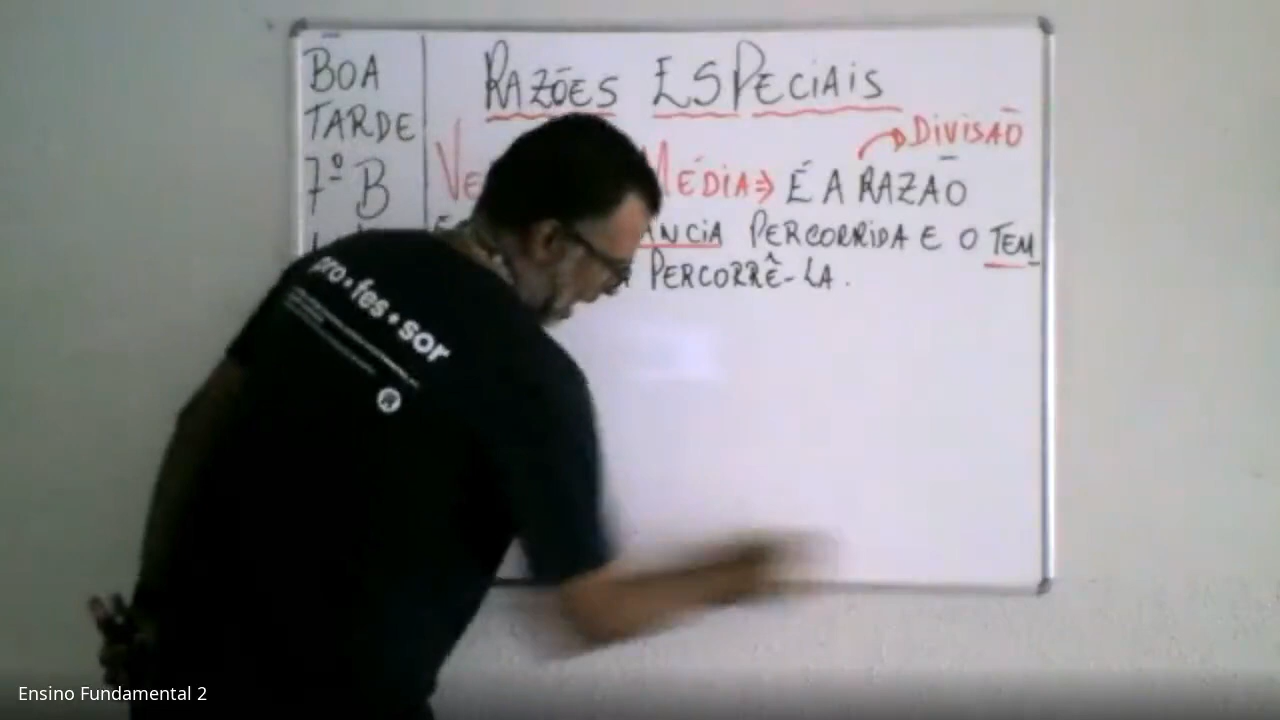 BOA
TARDE
7º B
RAZÕES ESPECIAIS
DIVISÃO
MÉDIA ⇒ É A RAZÃO
PERCORRIDA E O TEM
PERCORRÊ-LA.
pro•fes•sor
Ensino Fundamental 2